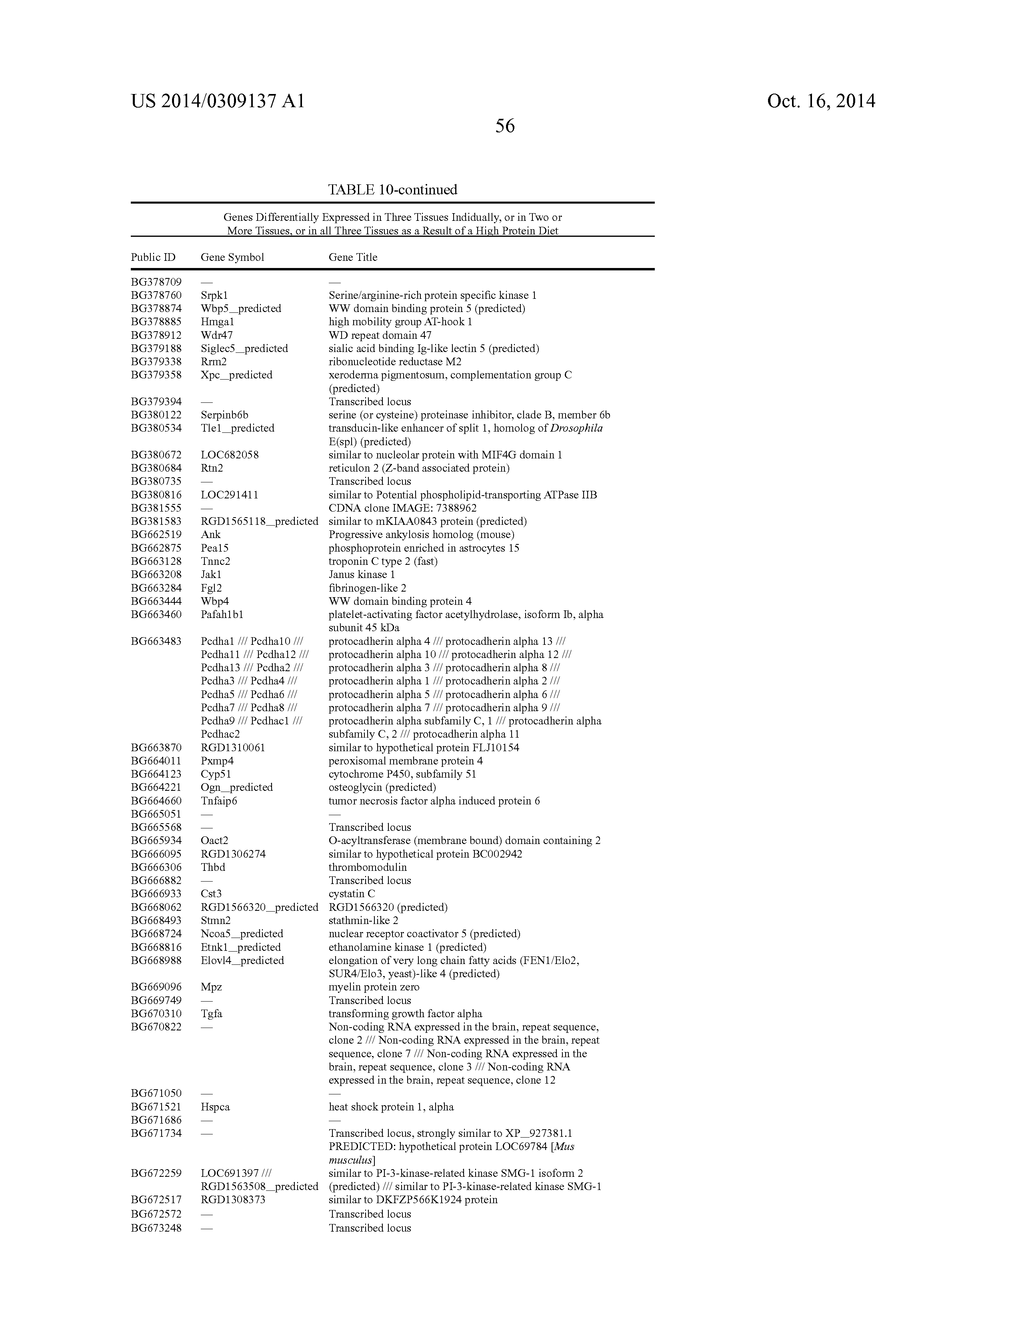 US 2014/0309137 A1 Oct. 16, 2014
56
TABLE 10-continued
Genes Differentially Expressed in Three Tissues Indidually, or in Two or
More Tissues, or in all Three Tissues as a Result of a High Protein Diet
Public ID Gene Symbol Gene Title
BG378709 — —
BG378760 Srpk1 Serine/arginine-rich protein specific kinase 1
BG378874 Wbp5_predicted WW domain binding protein 5 (predicted)
BG378885 Hmga1 high mobility group AT-hook 1
BG378912 Wdr47 WD repeat domain 47
BG379188 Siglec5_predicted sialic acid binding Ig-like lectin 5 (predicted)
BG379338 Rrm2 ribonucleotide reductase M2
BG379358 Xpc_predicted xeroderma pigmentosum, complementation group C
(predicted)
BG379394 — Transcribed locus
BG380122 Serpinb6b serine (or cysteine) proteinase inhibitor, clade B, member 6b
BG380534 Tle1_predicted transducin-like enhancer of split 1, homolog of Drosophila
E(spl) (predicted)
BG380672 LOC682058 similar to nucleolar protein with MIF4G domain 1
BG380684 Rtn2 reticulon 2 (Z-band associated protein)
BG380735 — Transcribed locus
BG380816 LOC291411 similar to Potential phospholipid-transporting ATPase IIB
BG381555 — CDNA clone IMAGE: 7388962
BG381583 RGD1565118_predicted similar to mKIAA0843 protein (predicted)
BG662519 Ank Progressive ankylosis homolog (mouse)
BG662875 Pea15 phosphoprotein enriched in astrocytes 15
BG663128 Tnnc2 troponin C type 2 (fast)
BG663208 Jak1 Janus kinase 1
BG663284 Fgl2 fibrinogen-like 2
BG663444 Wbp4 WW domain binding protein 4
BG663460 Pafah1b1 platelet-activating factor acetylhydrolase, isoform Ib, alpha
subunit 45 kDa
BG663483 Pcdha1 /// Pcdha10 /// protocadherin alpha 4 /// protocadherin alpha 13 ///
Pcdha11 /// Pcdha12 /// protocadherin alpha 10 /// protocadherin alpha 12 ///
Pcdha13 /// Pcdha2 /// protocadherin alpha 3 /// protocadherin alpha 8 ///
Pcdha3 /// Pcdha4 /// protocadherin alpha 1 /// protocadherin alpha 2 ///
Pcdha5 /// Pcdha6 /// protocadherin alpha 5 /// protocadherin alpha 6 ///
Pcdha7 /// Pcdha8 /// protocadherin alpha 7 /// protocadherin alpha 9 ///
Pcdha9 /// Pcdhac1 /// protocadherin alpha subfamily C, 1 /// protocadherin alpha
Pcdhac2 subfamily C, 2 /// protocadherin alpha 11
BG663870 RGD1310061 similar to hypothetical protein FLJ10154
BG664011 Pxmp4 peroxisomal membrane protein 4
BG664123 Cyp51 cytochrome P450, subfamily 51
BG664221 Ogn_predicted osteoglycin (predicted)
BG664660 Tnfaip6 tumor necrosis factor alpha induced protein 6
BG665051 — —
BG665568 — Transcribed locus
BG665934 Oact2 O-acyltransferase (membrane bound) domain containing 2
BG666095 RGD1306274 similar to hypothetical protein BC002942
BG666306 Thbd thrombomodulin
BG666882 — Transcribed locus
BG666933 Cst3 cystatin C
BG668062 RGD1566320_predicted RGD1566320 (predicted)
BG668493 Stmn2 stathmin-like 2
BG668724 Ncoa5_predicted nuclear receptor coactivator 5 (predicted)
BG668816 Etnk1_predicted ethanolamine kinase 1 (predicted)
BG668988 Elovl4_predicted elongation of very long chain fatty acids (FEN1/Elo2,
SUR4/Elo3, yeast)-like 4 (predicted)
BG669096 Mpz myelin protein zero
BG669749 — Transcribed locus
BG670310 Tgfa transforming growth factor alpha
BG670822 — Non-coding RNA expressed in the brain, repeat sequence,
clone 2 /// Non-coding RNA expressed in the brain, repeat
sequence, clone 7 /// Non-coding RNA expressed in the
brain, repeat sequence, clone 3 /// Non-coding RNA
expressed in the brain, repeat sequence, clone 12
BG671050 — —
BG671521 Hspca heat shock protein 1, alpha
BG671686 — —
BG671734 — Transcribed locus, strongly similar to XP_927381.1
PREDICTED: hypothetical protein LOC69784 [Mus
musculus]
BG672259 LOC691397 /// similar to PI-3-kinase-related kinase SMG-1 isoform 2
RGD1563508_predicted (predicted) /// similar to PI-3-kinase-related kinase SMG-1
BG672517 RGD1308373 similar to DKFZP566K1924 protein
BG672572 — Transcribed locus
BG673248 — Transcribed locus